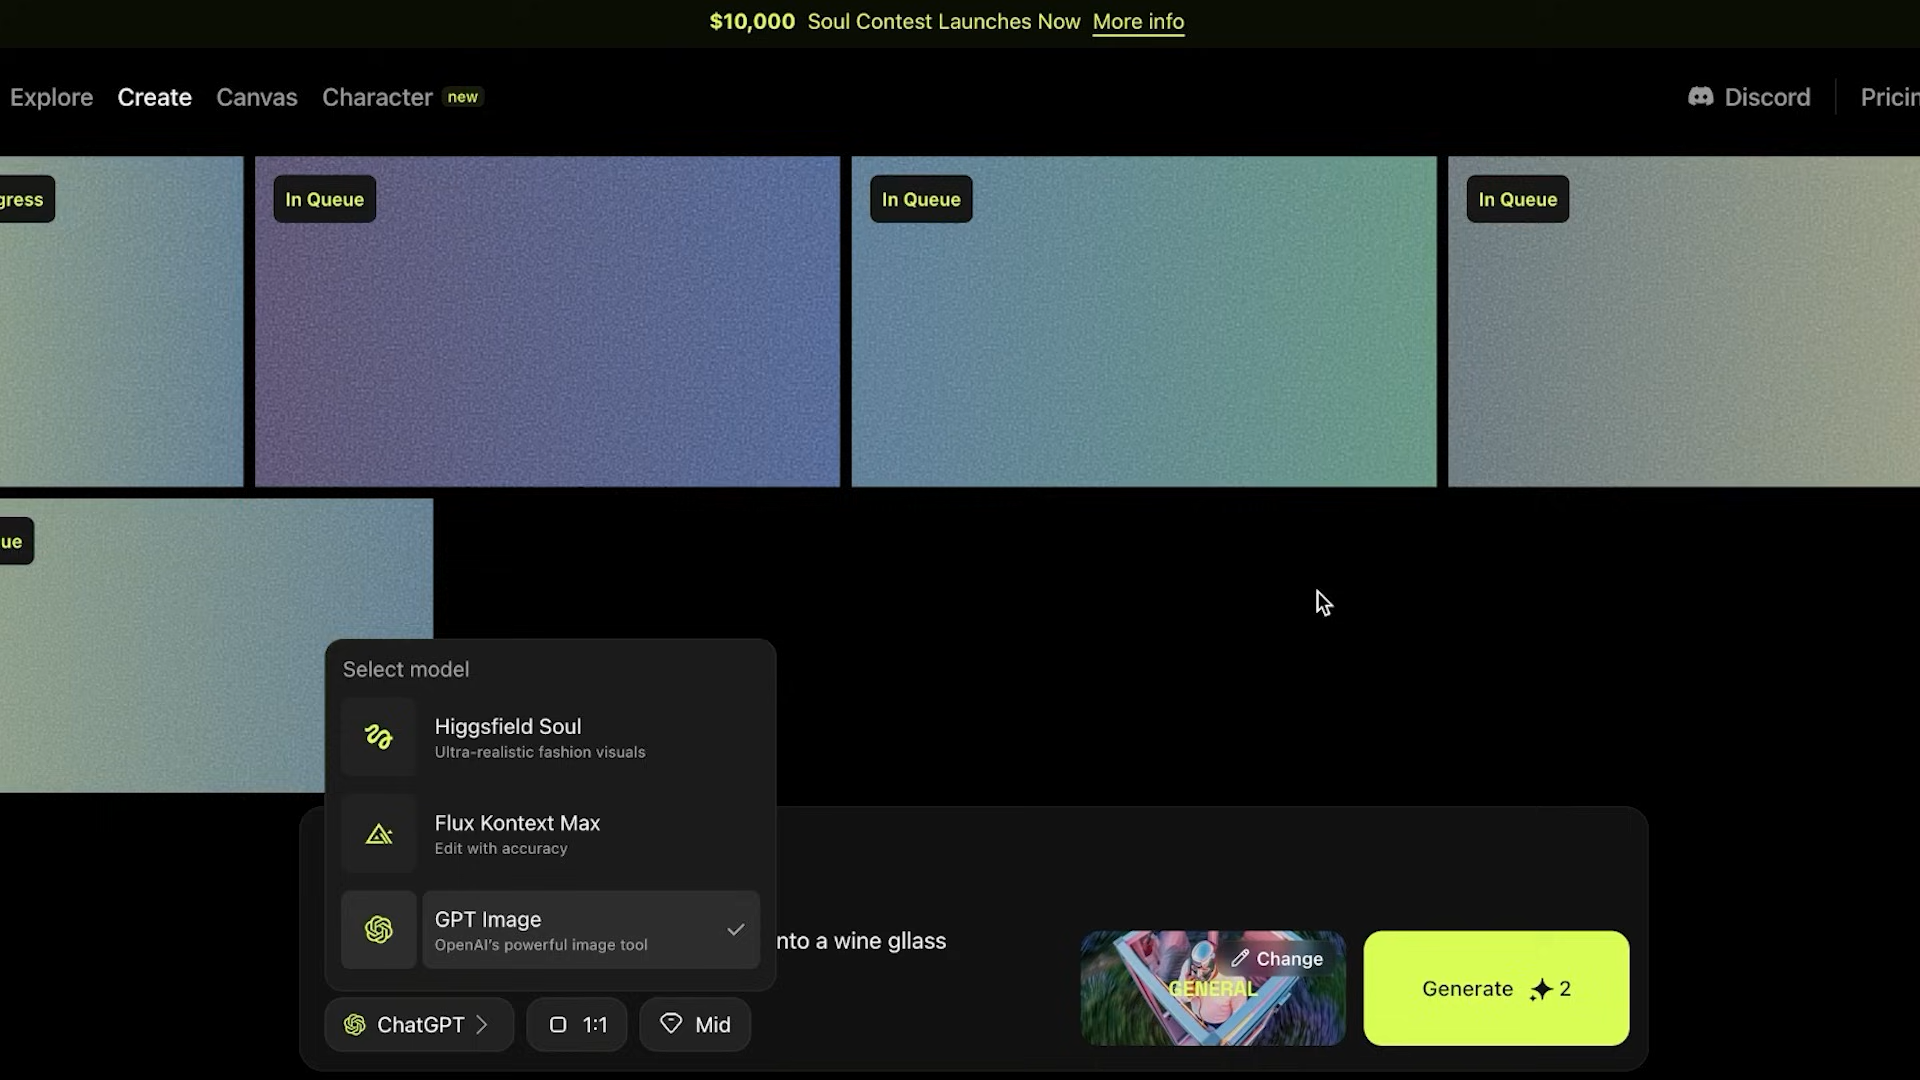 $10,000 Soul Contest Launches Now More info
Explore Create Canvas Character new Discord Pricin
gress In Queue In Queue In Queue
ue
Select model
Higgsfield Soul
Ultra-realistic fashion visuals
Flux Kontext Max
Edit with accuracy
GPT Image
OpenAI's powerful image tool
nto a wine gllass
Change
GENERAL
Generate 2
ChatGPT 1:1 Mid